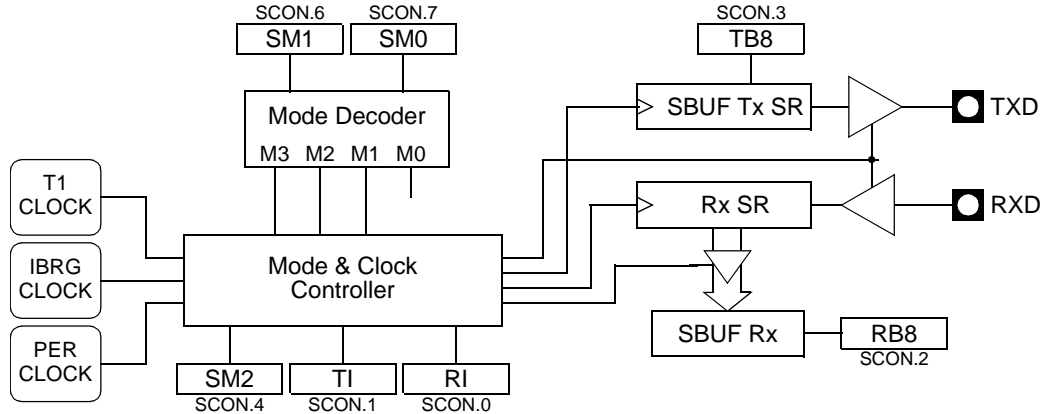 SCON.6 SCON.7 SCON.3
SM1 SM0 TB8
Mode Decoder
M3 M2 M1 M0
SBUF Tx SR
TXD
T1
CLOCK
Rx SR
RXD
IBRG
CLOCK
Mode & Clock
Controller
PER
CLOCK
SBUF Rx
RB8
SCON.2
SM2 TI RI
SCON.4 SCON.1 SCON.0